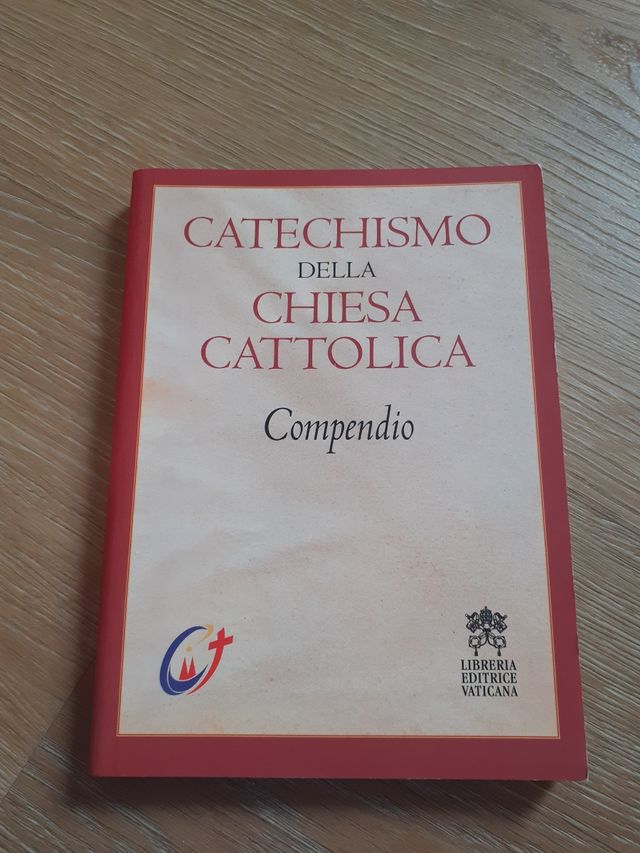 CATECHISMO
DELLA
CHIESA
CATTOLICA
Compendio
LIBRERIA
EDITRICE
VATICANA